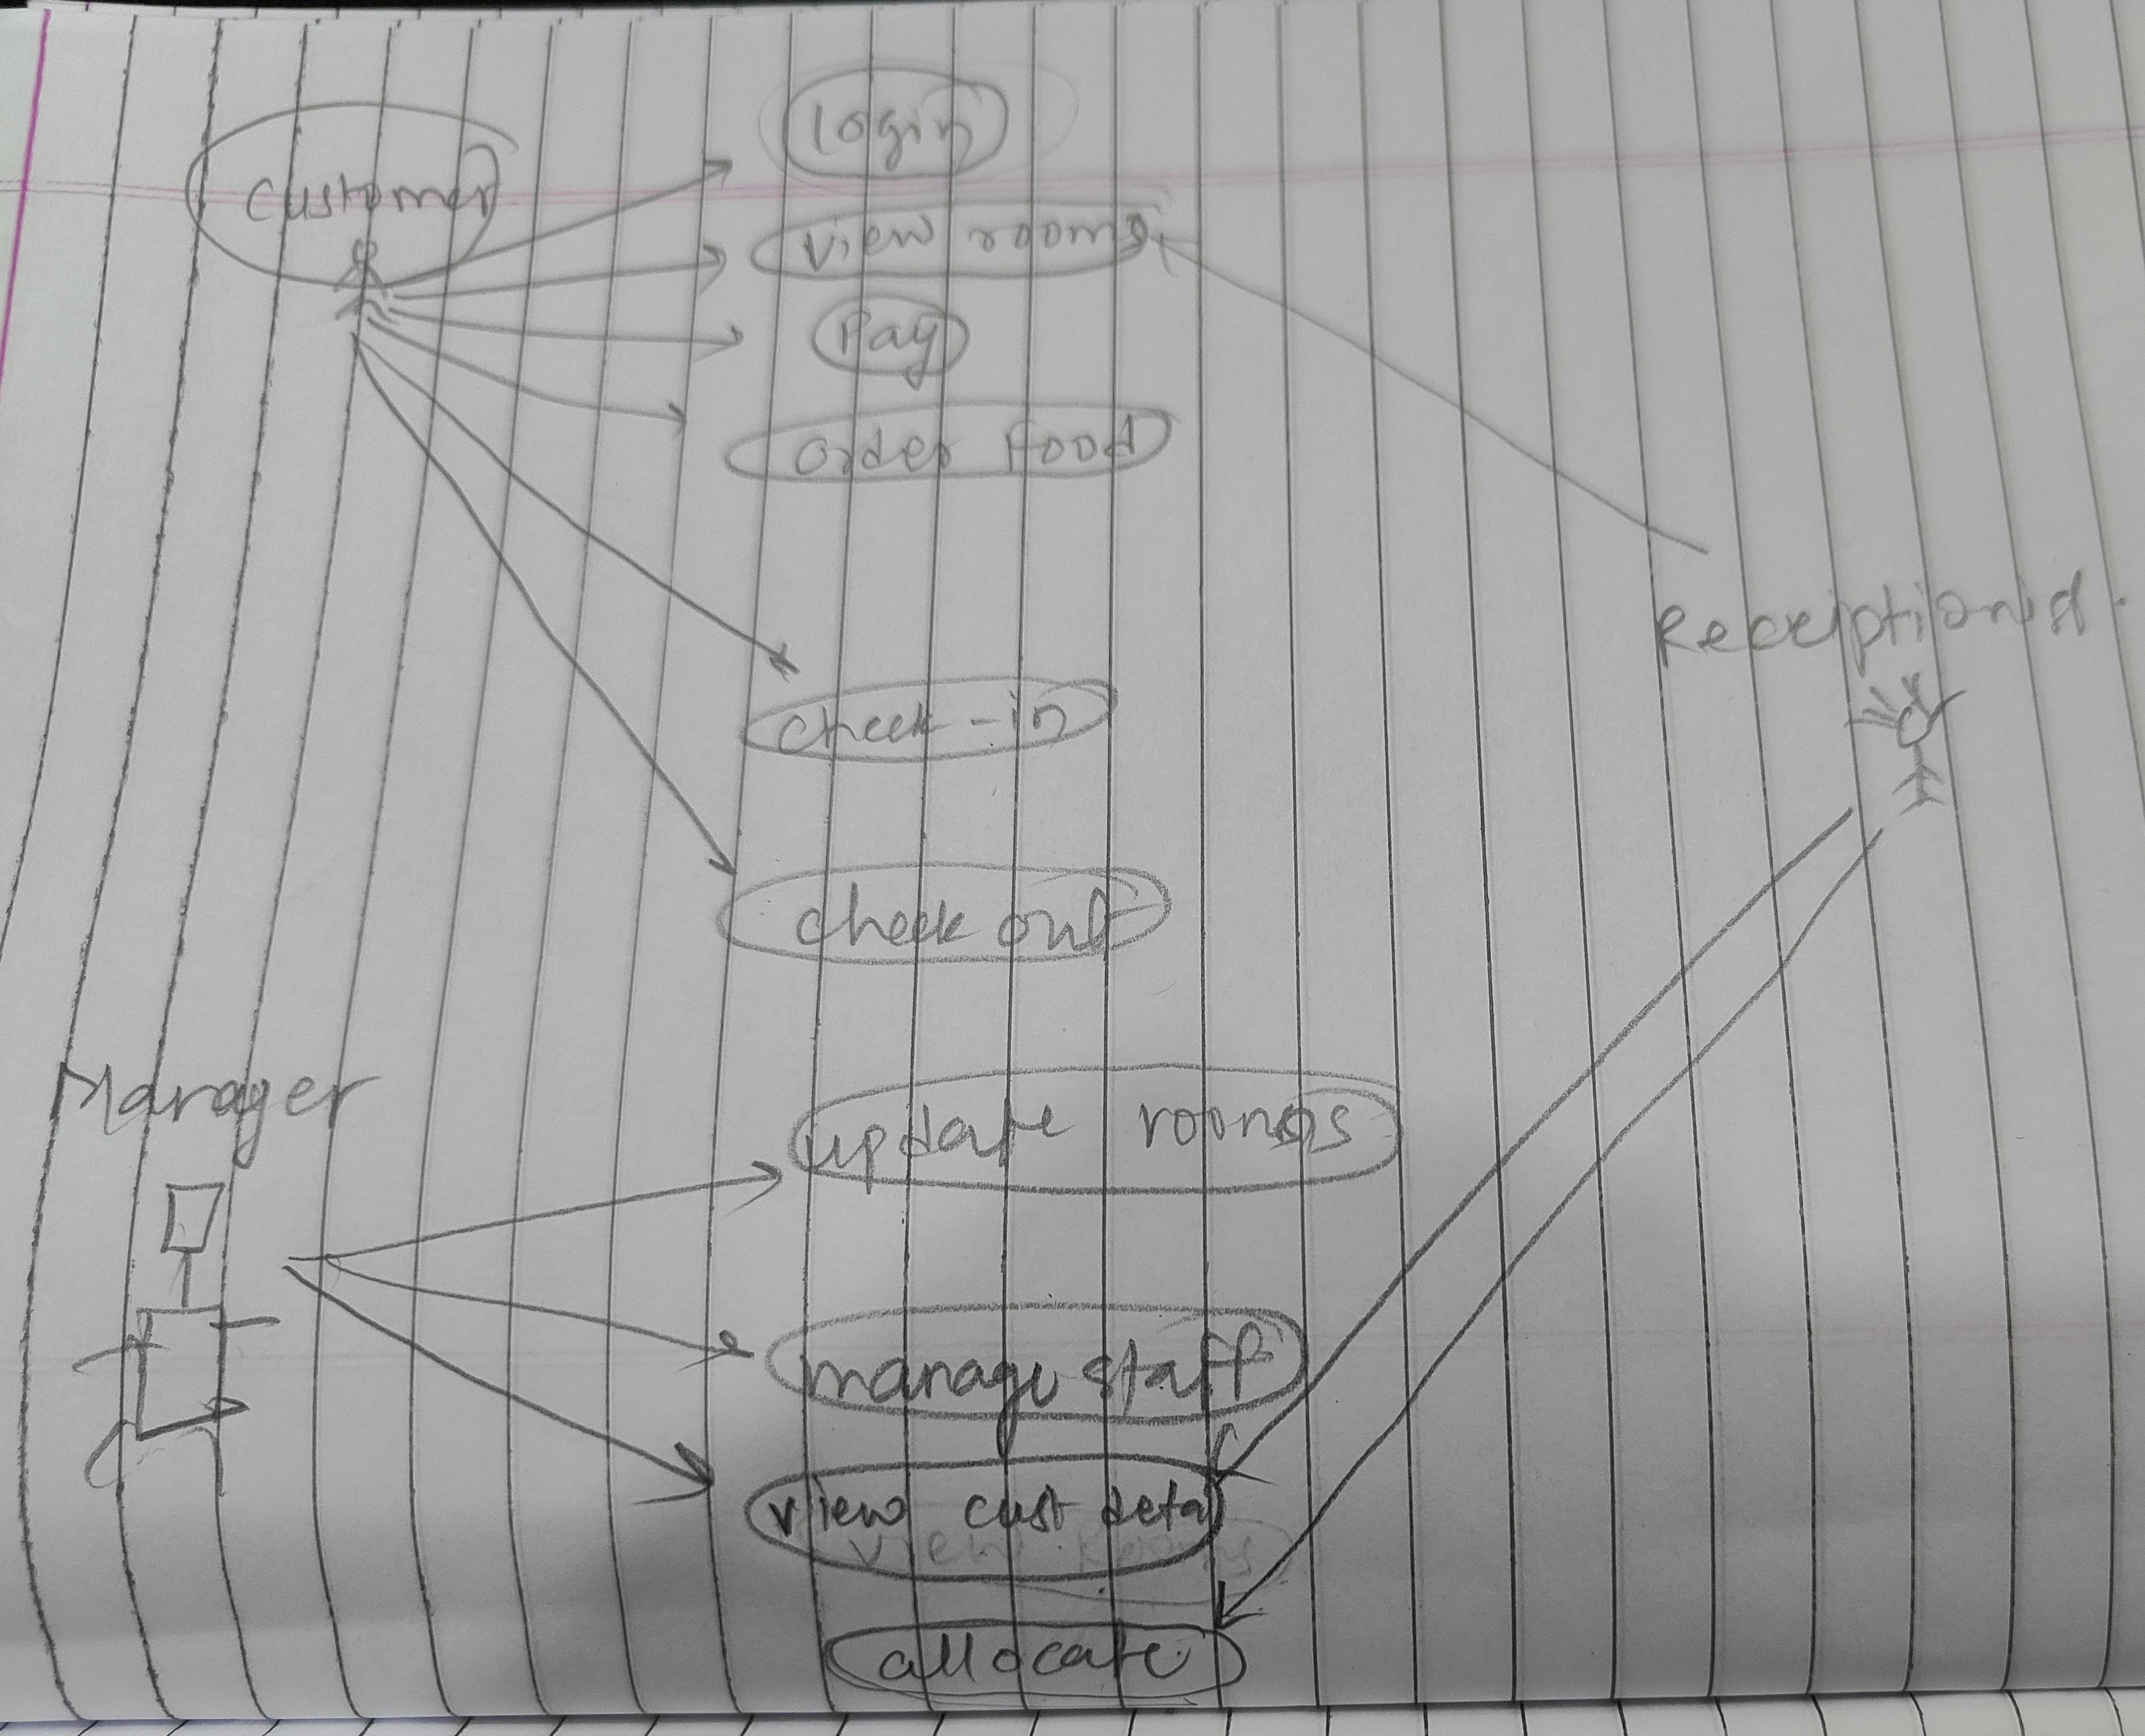 login
customer
view rooms
Pay
order food
Receiptionist.
check-in
check out
Manager
update rooms
manage staff
view cust deta
view rooms
allocate